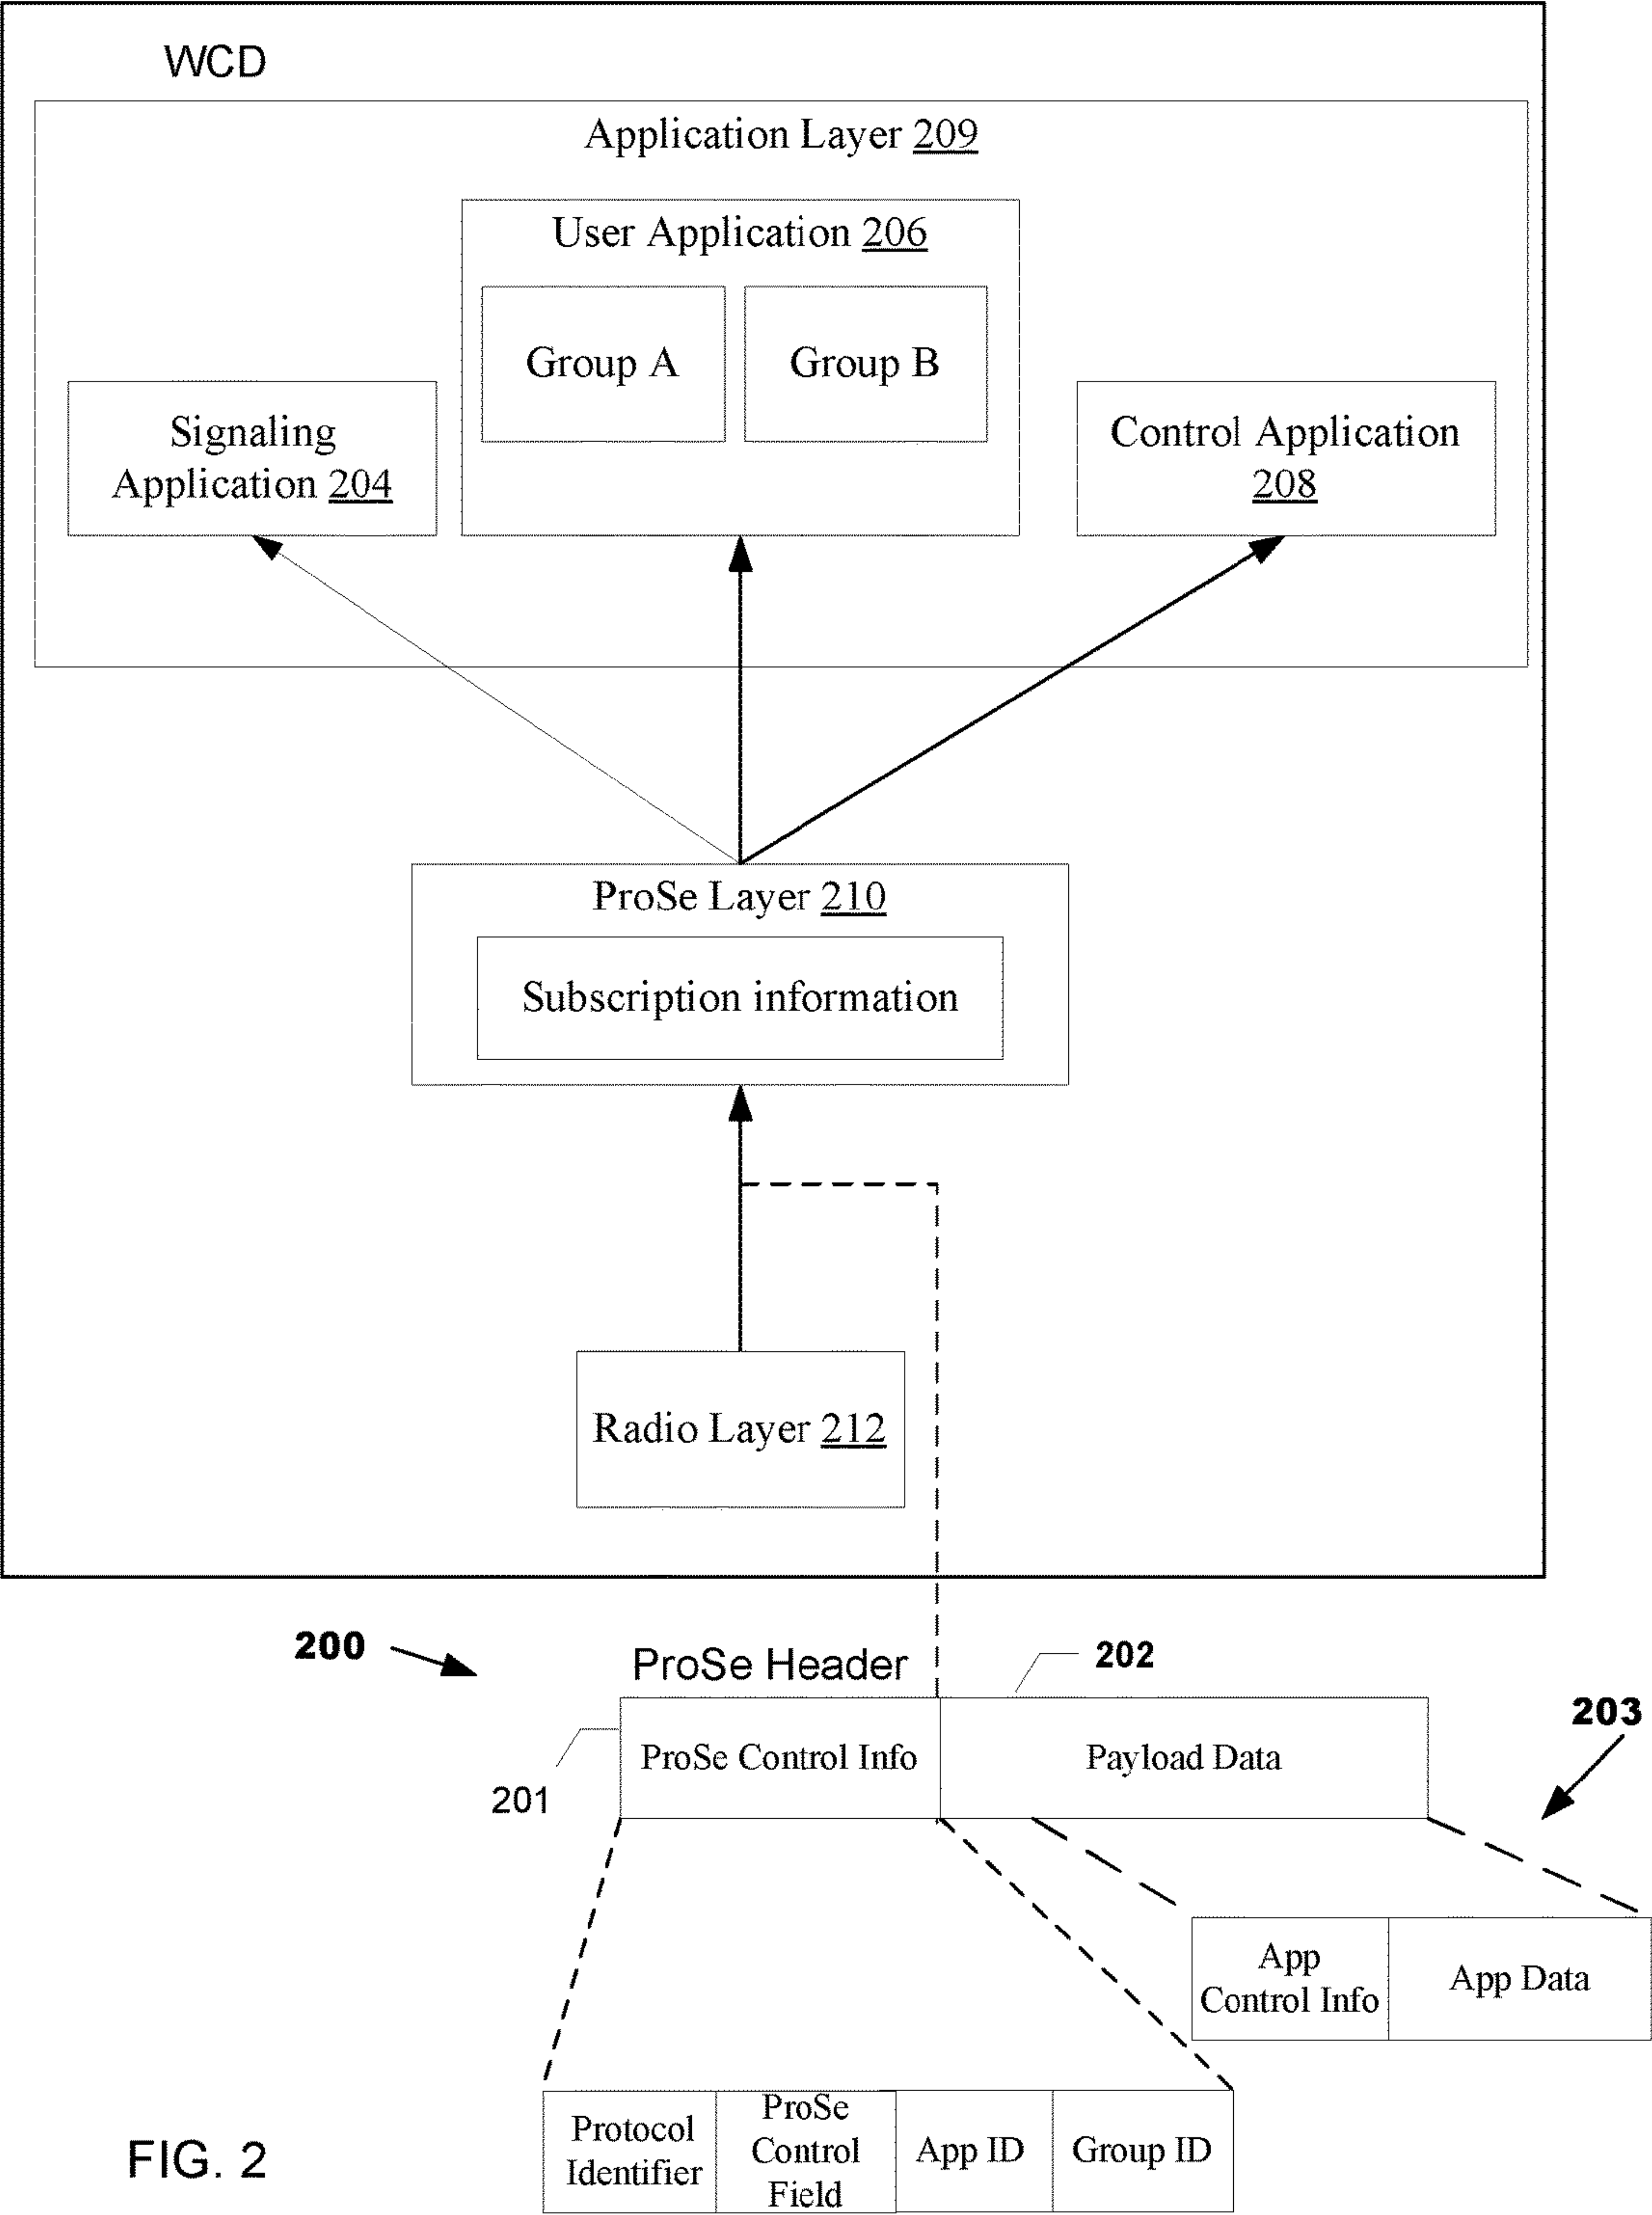 WCD
Application Layer 209
User Application 206
Group A
Group B
Signaling
Application 204
Control Application
208
ProSe Layer 210
Subscription information
Radio Layer 212
200
ProSe Header
202
203
201
ProSe Control Info
Payload Data
App
Control Info
App Data
Protocol
Identifier
ProSe
Control
Field
App ID
Group ID
FIG. 2